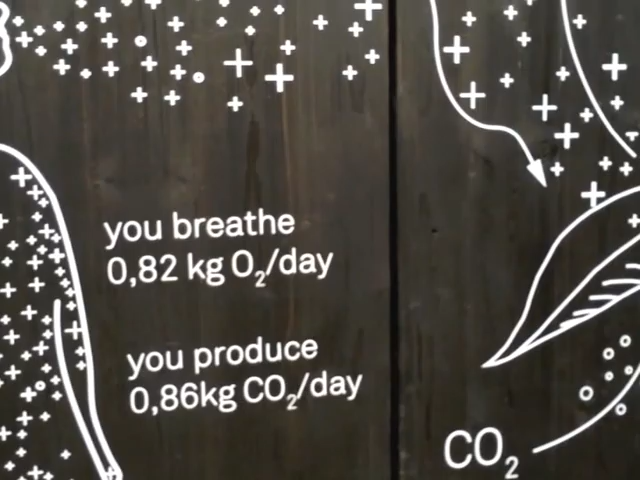 you breathe
0,82 kg O₂/day
you produce
0,86kg CO₂/day
CO₂